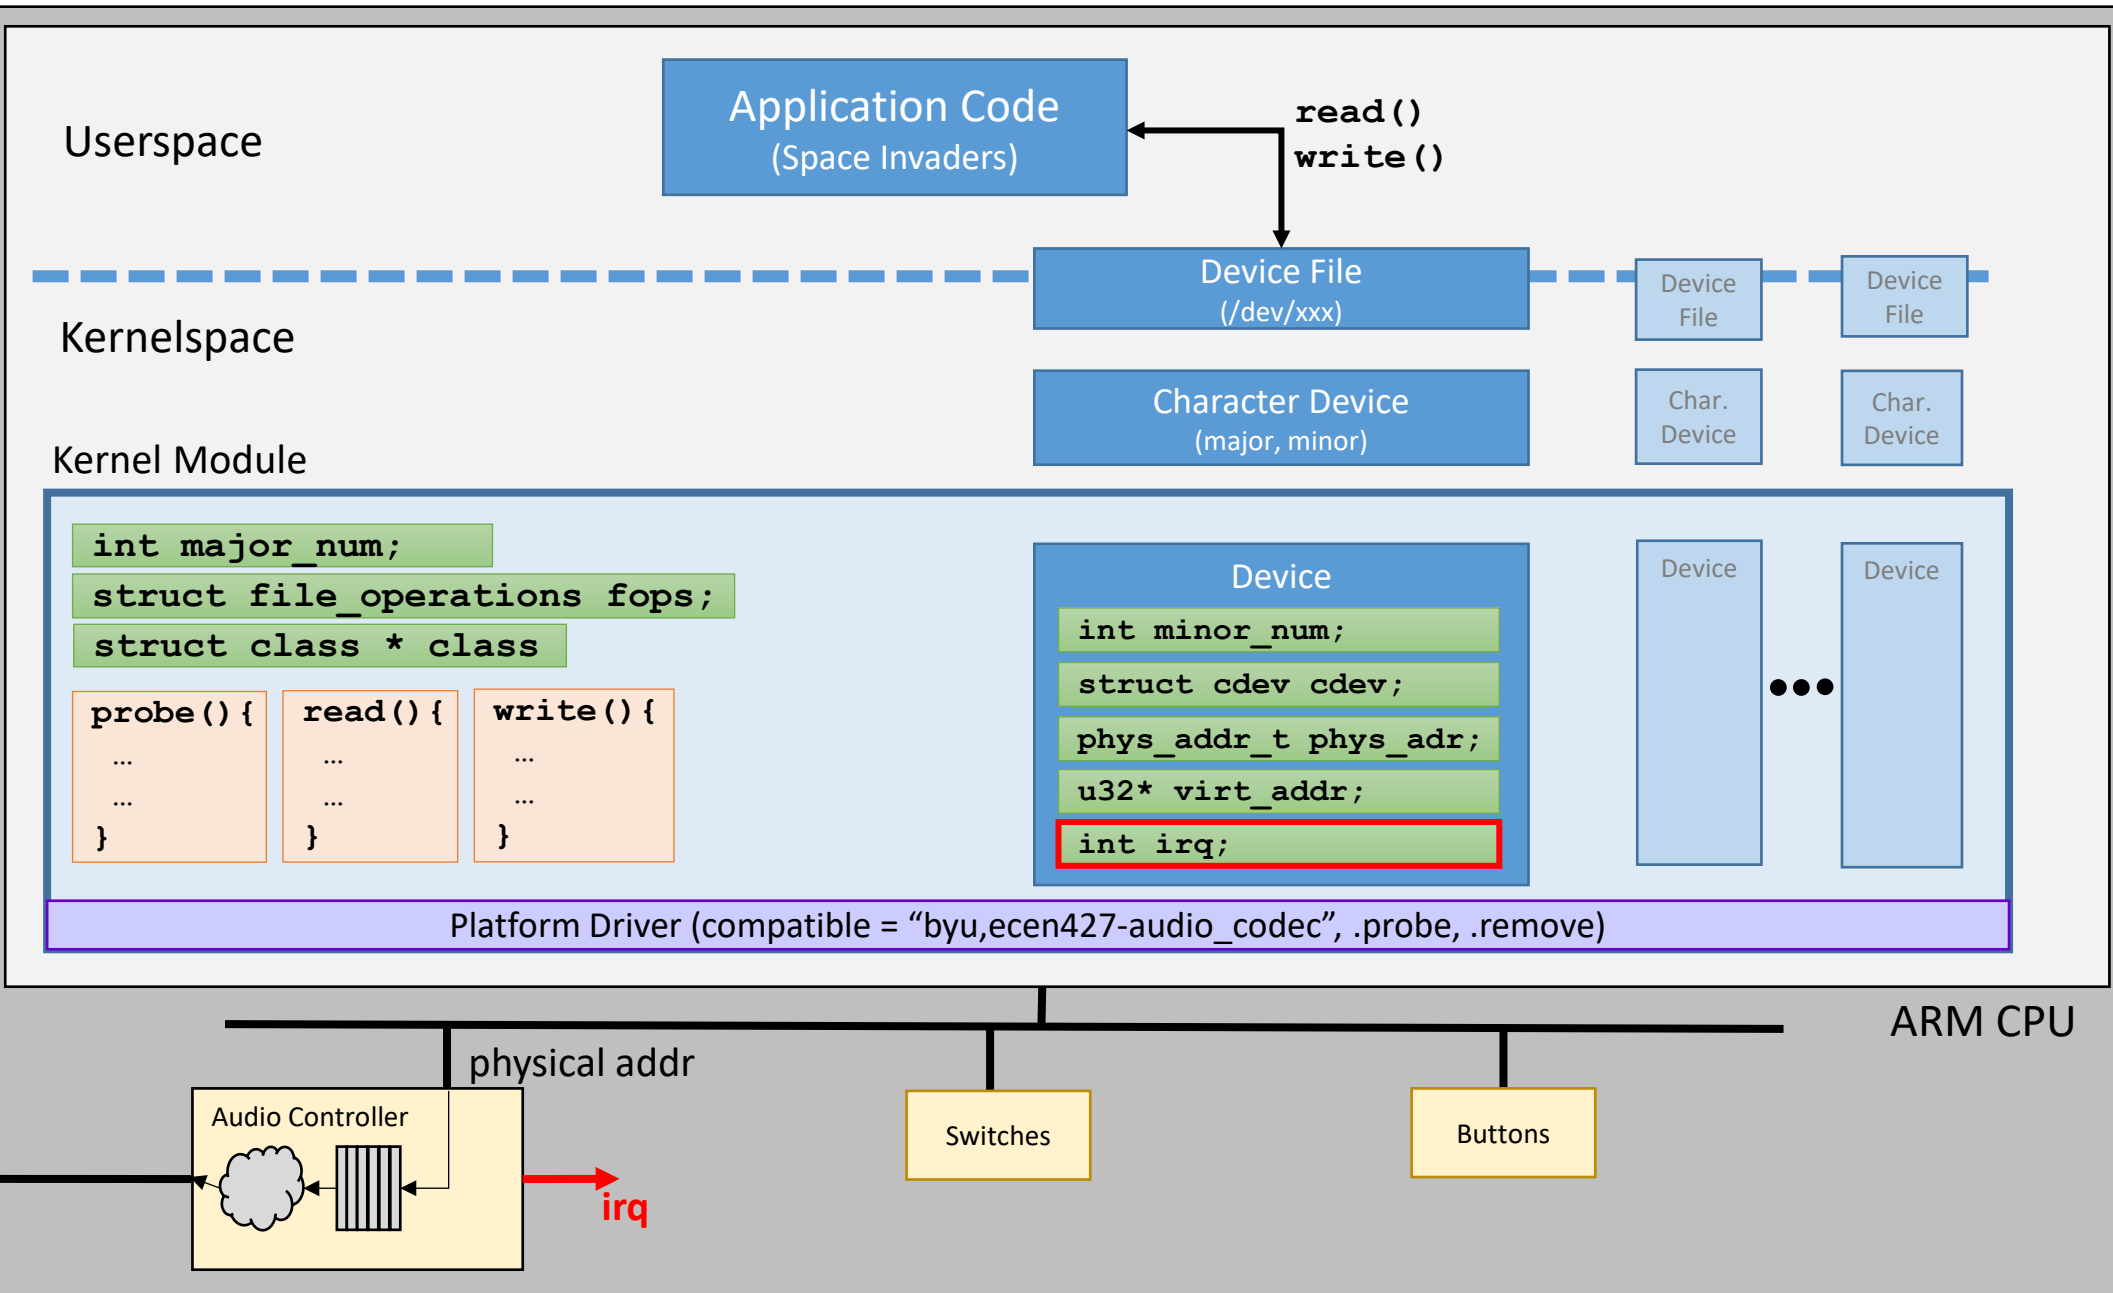 Application Code
(Space Invaders)
read()
write()
Userspace
Device File
(/dev/xxx)
Device
File
Device
File
Kernelspace
Character Device
(major, minor)
Char.
Device
Char.
Device
Kernel Module
int major_num;
struct file_operations fops;
struct class * class
probe(){
…
…
}
read(){
…
…
}
write(){
…
…
}
Device
int minor_num;
struct cdev cdev;
phys_addr_t phys_adr;
u32* virt_addr;
int irq;
Device
Device
Platform Driver (compatible = “byu,ecen427-audio_codec”, .probe, .remove)
ARM CPU
physical addr
Audio Controller
irq
Switches
Buttons